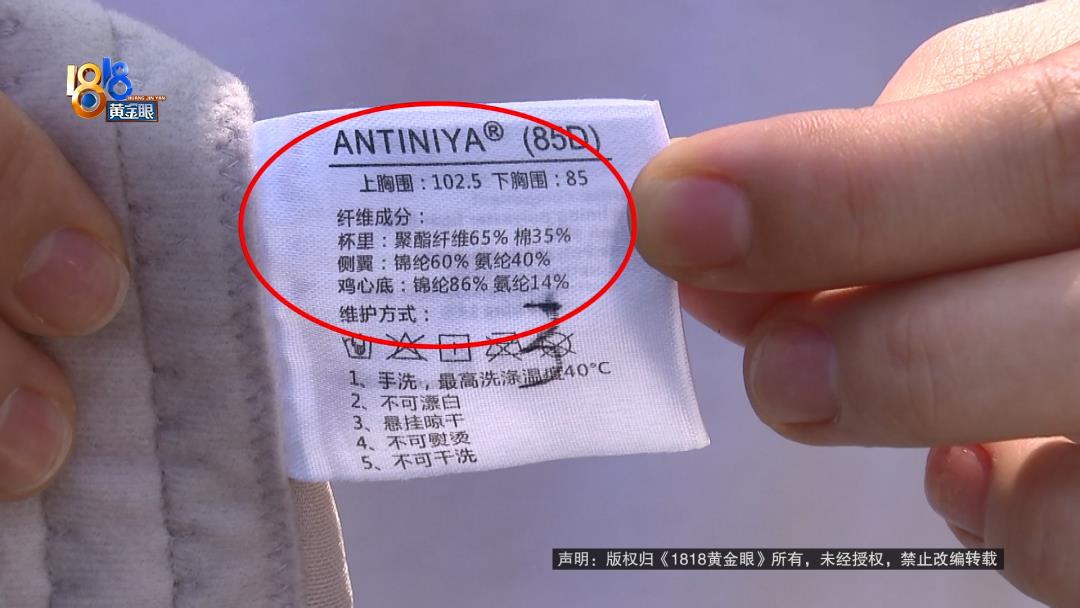 1818
HUANG JIN YAN
黄金眼
ANTINIYA® (85D)
上胸围：102.5 下胸围：85
纤维成分：
杯里：聚酯纤维65% 棉35%
侧翼：锦纶60% 氨纶40%
鸡心底：锦纶86% 氨纶14%
维护方式：
1、手洗，最高洗涤温度40°C
2、不可漂白
3、悬挂晾干
4、不可熨烫
5、不可干洗
声明：版权归《1818黄金眼》所有，未经授权，禁止改编转载